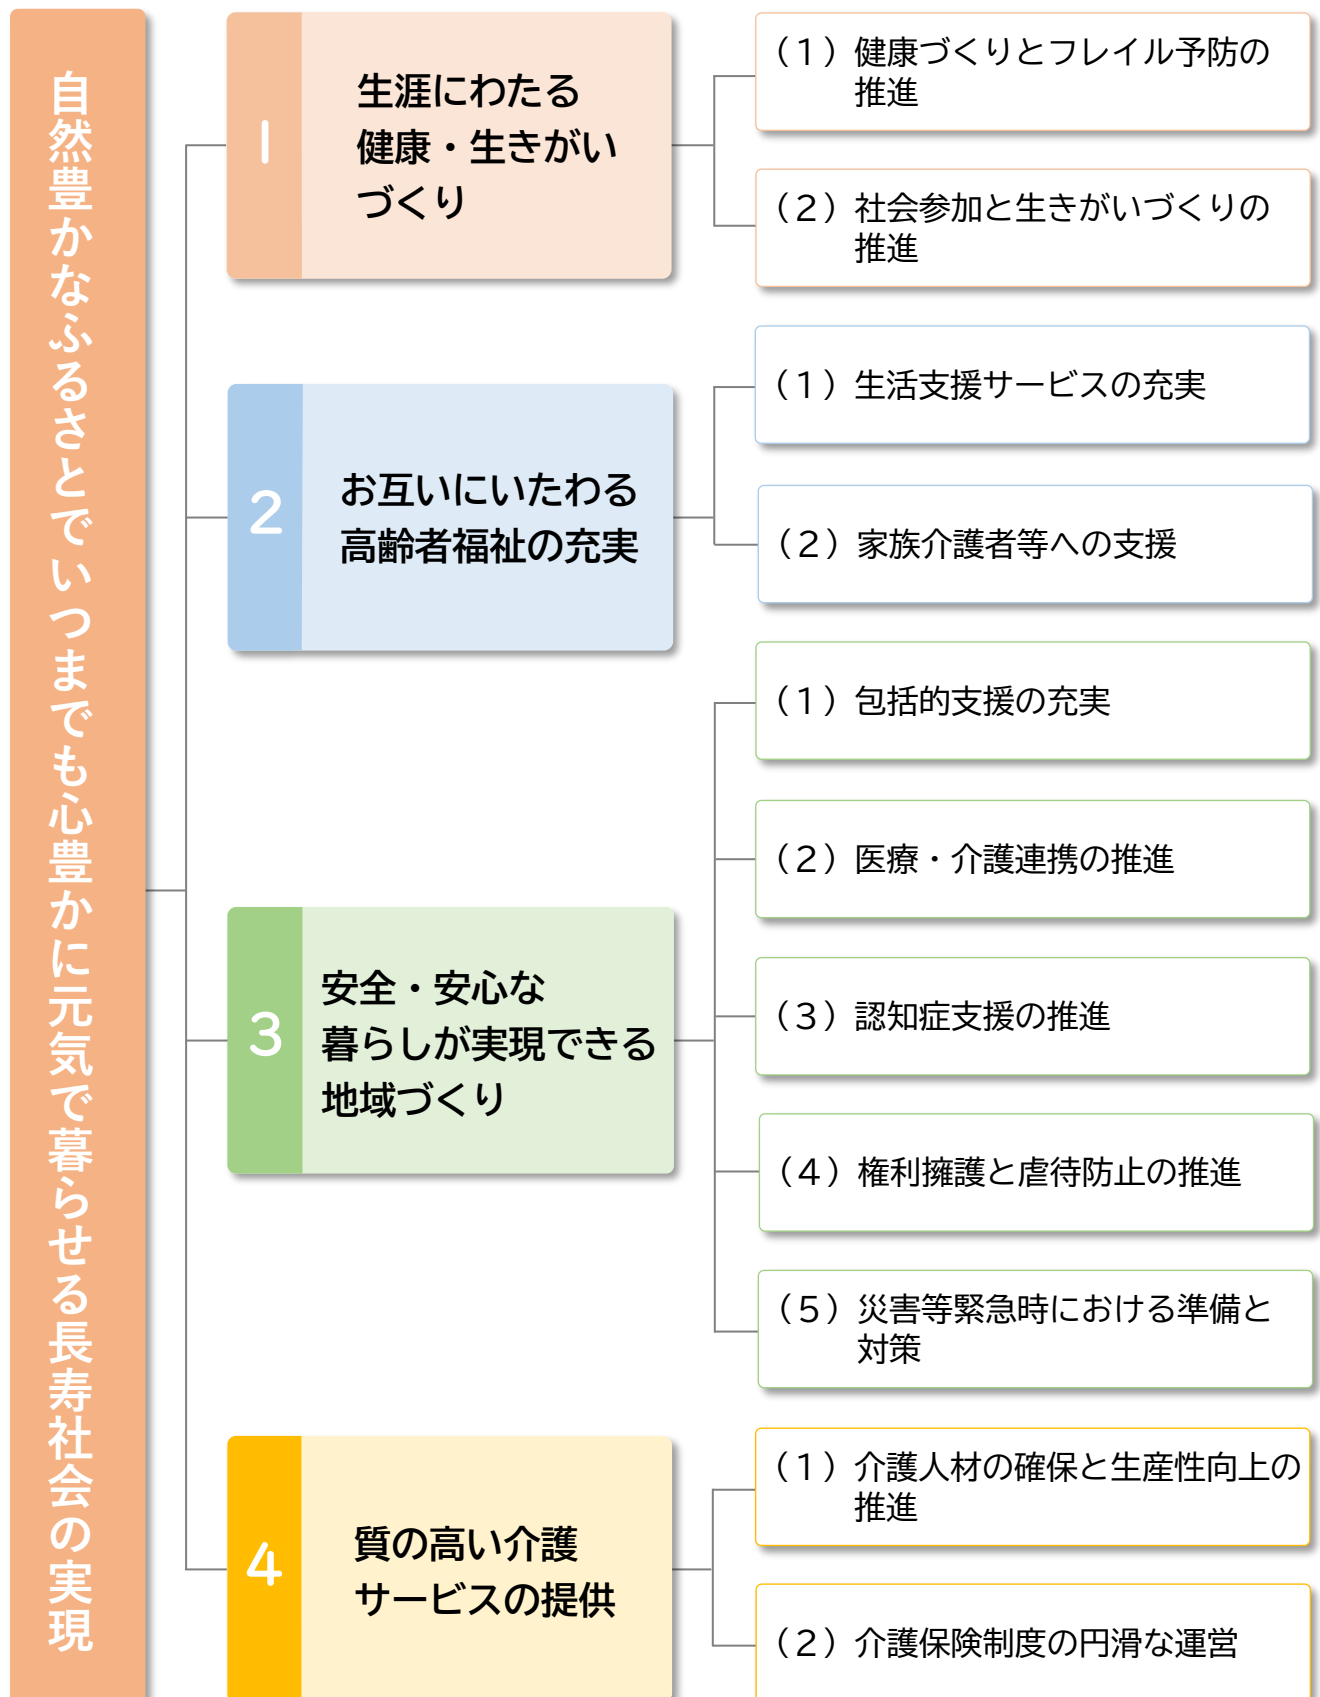 自然豊かなふるさとでいつまでも心豊かに元気で暮らせる長寿社会の実現
1
生涯にわたる
健康・生きがい
づくり
（１）健康づくりとフレイル予防の
推進
（２）社会参加と生きがいづくりの
推進
2
お互いにいたわる
高齢者福祉の充実
（１）生活支援サービスの充実
（２）家族介護者等への支援
3
安全・安心な
暮らしが実現できる
地域づくり
（１）包括的支援の充実
（２）医療・介護連携の推進
（３）認知症支援の推進
（４）権利擁護と虐待防止の推進
（５）災害等緊急時における準備と
対策
4
質の高い介護
サービスの提供
（１）介護人材の確保と生産性向上の
推進
（２）介護保険制度の円滑な運営